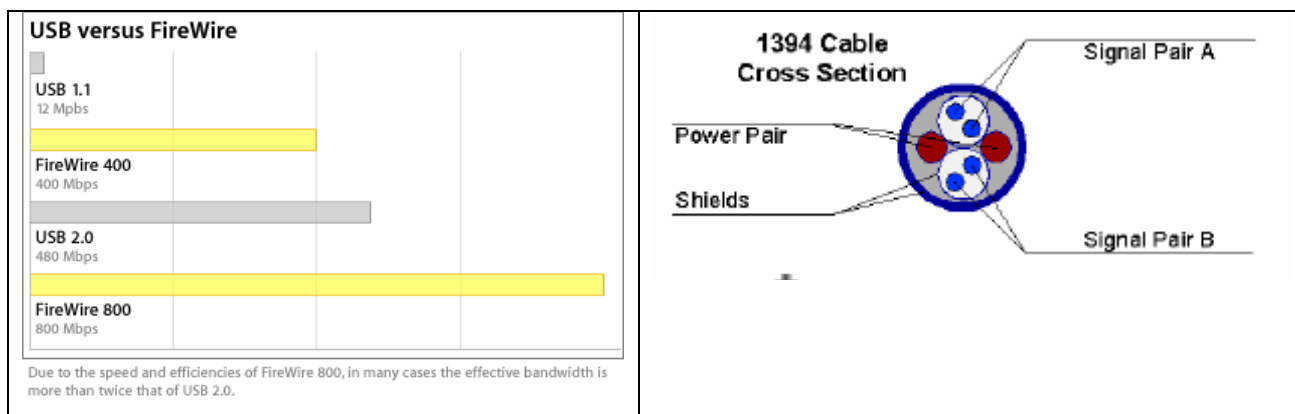 USB versus FireWire
USB 1.1
12 Mpbs
FireWire 400
400 Mbps
USB 2.0
480 Mbps
FireWire 800
800 Mbps
Due to the speed and efficiencies of FireWire 800, in many cases the effective bandwidth is
more than twice that of USB 2.0.
1394 Cable
Cross Section
Signal Pair A
Power Pair
Shields
Signal Pair B